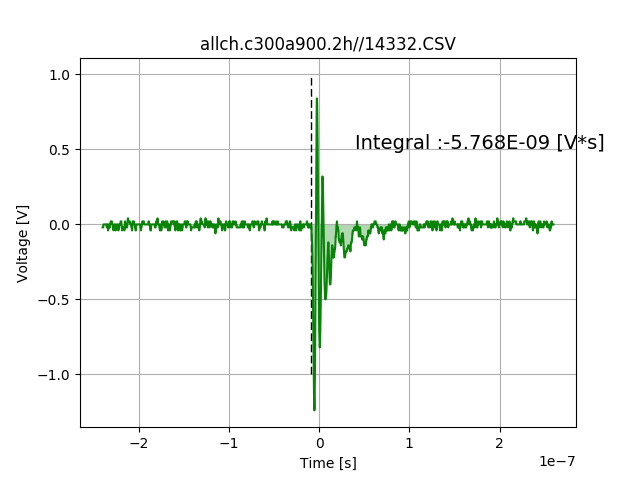 allch.c300a900.2h//14332.CSV
1.0
Integral :-5.768E-09 [V*s]
0.5
0.0
−0.5
−1.0
Voltage [V]
−2 −1 0 1 2
1e−7
Time [s]